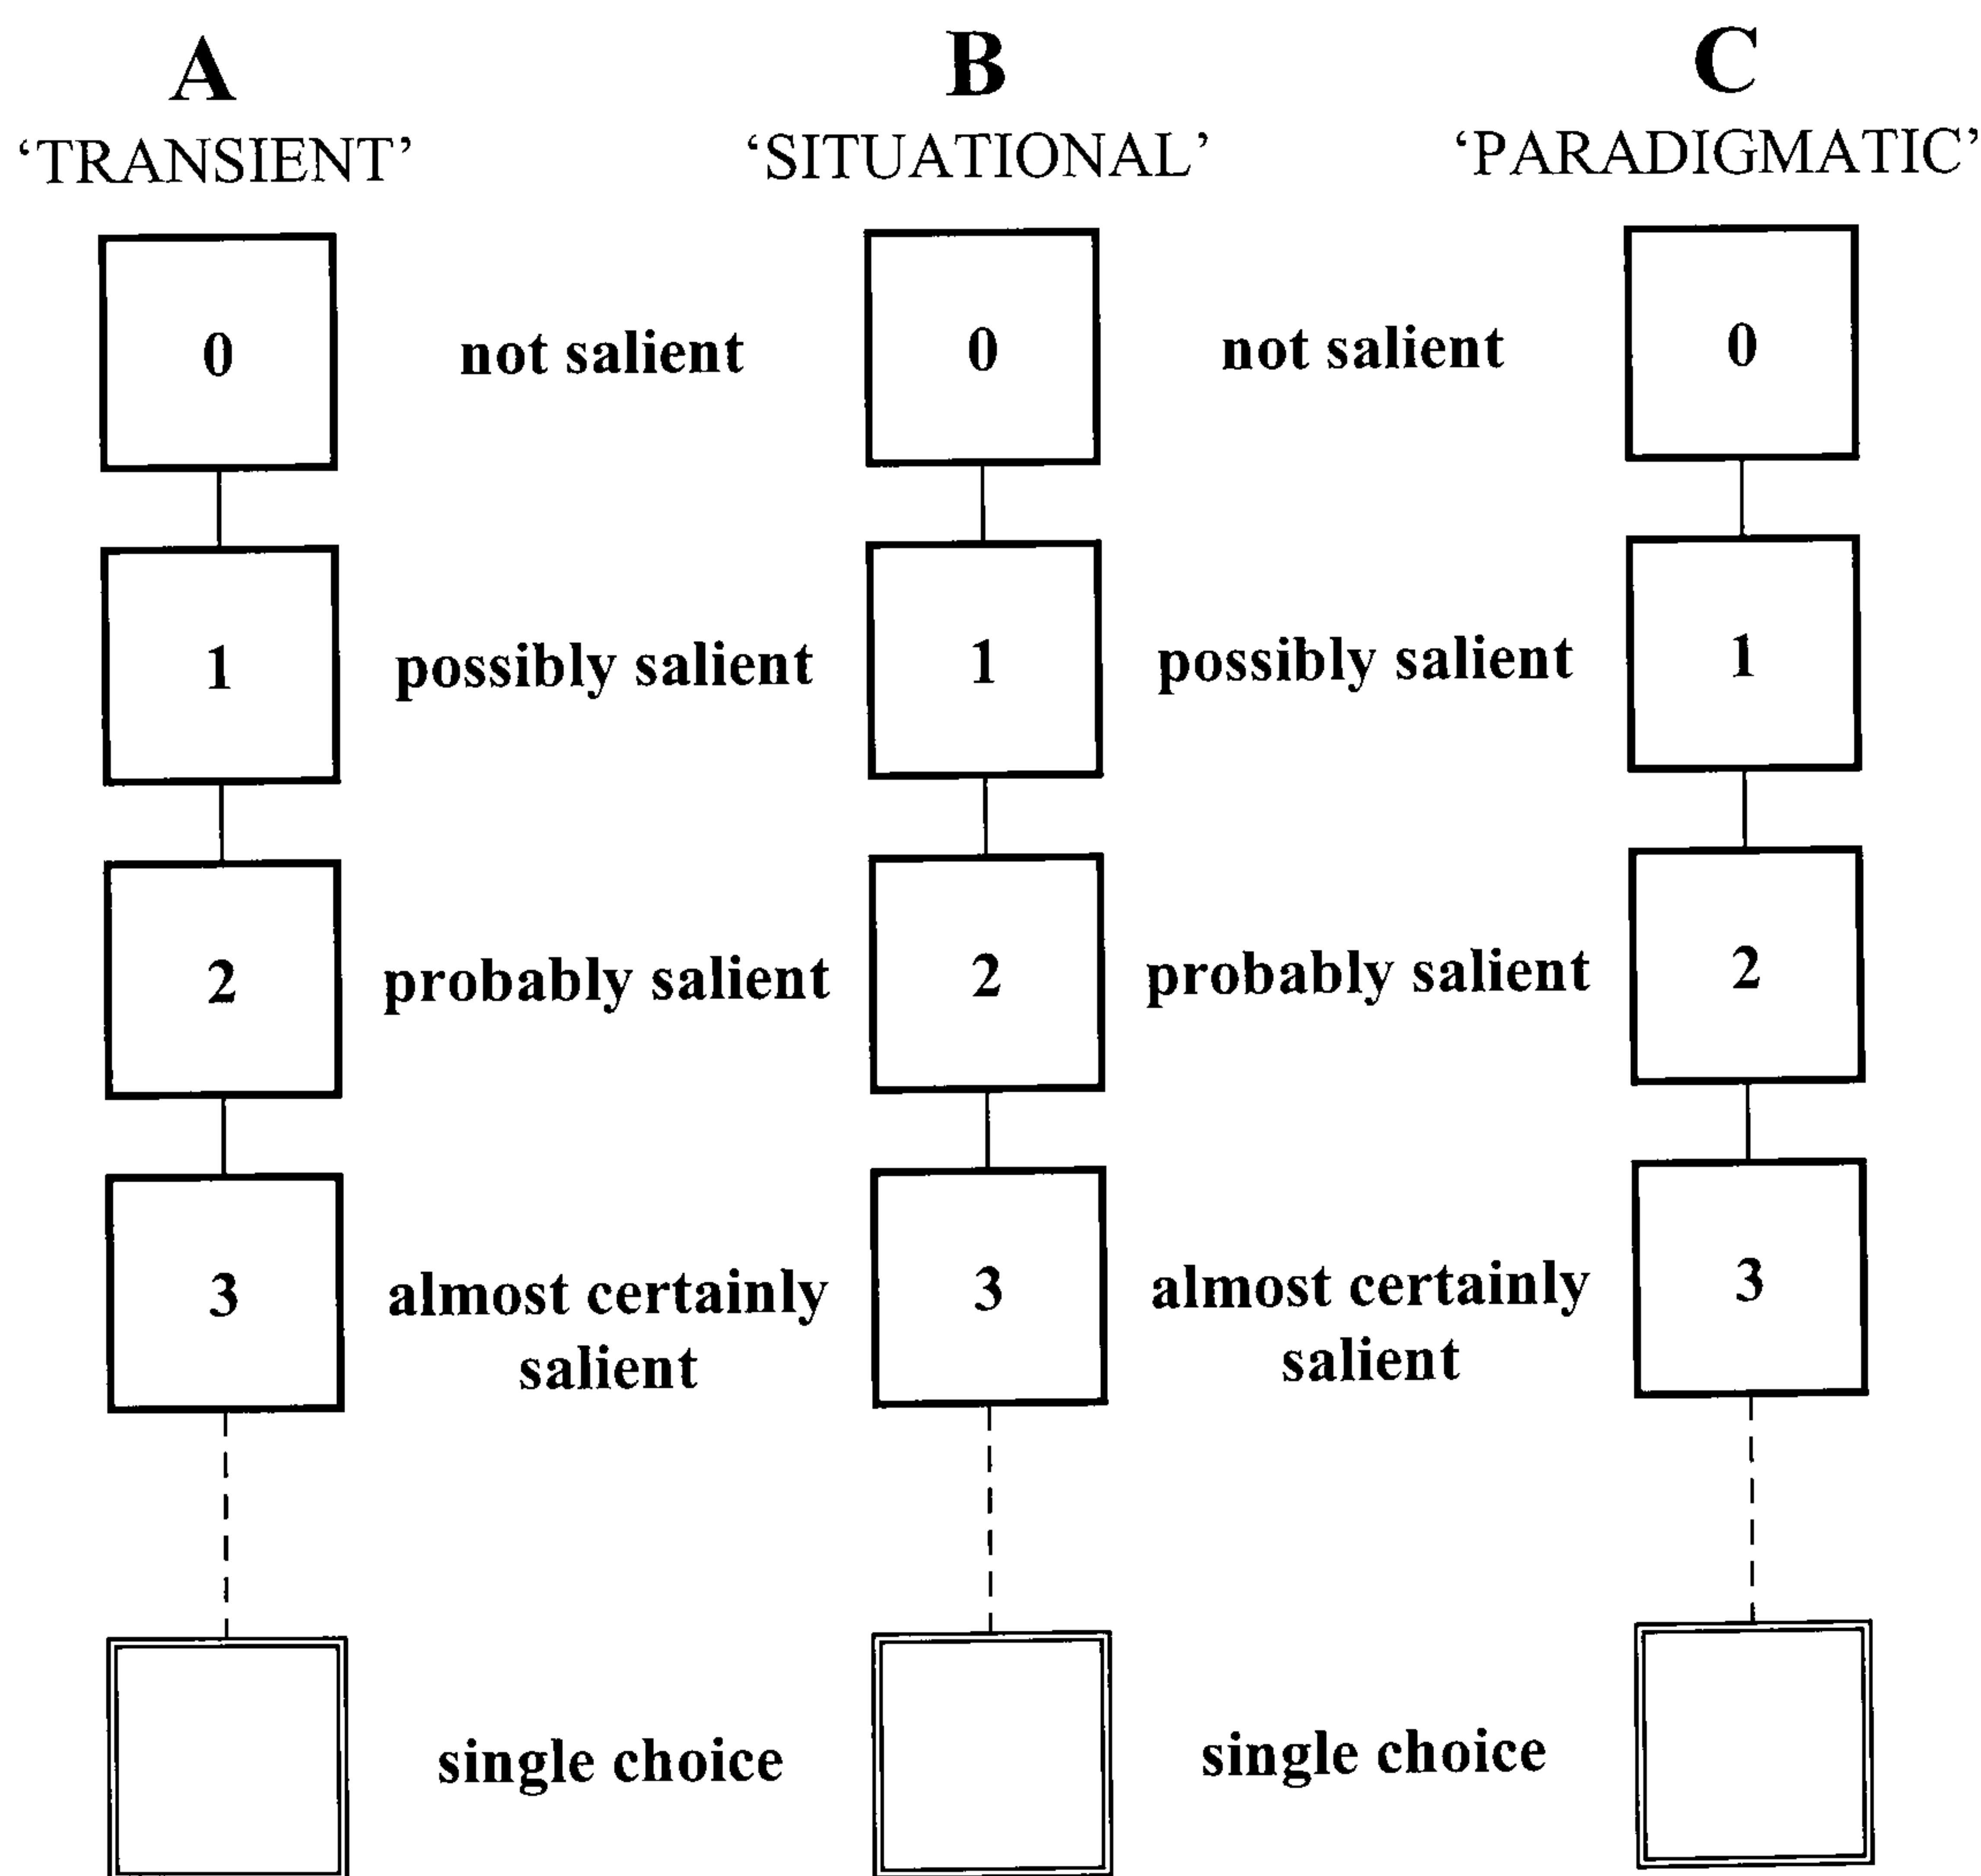 A B C
‘TRANSIENT’ ‘SITUATIONAL’ ‘PARADIGMATIC’
0 not salient 0 not salient 0
1 possibly salient 1 possibly salient 1
2 probably salient 2 probably salient 2
3 almost certainly 3 almost certainly 3
salient salient
single choice single choice